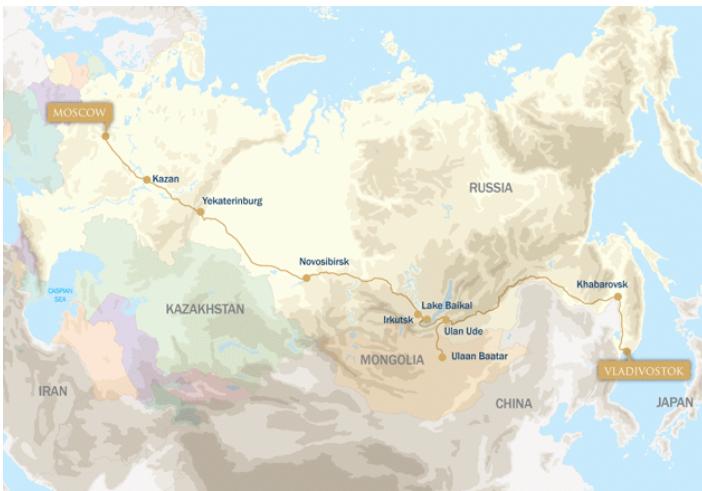 MOSCOW
Kazan
RUSSIA
Yekaterinburg
Novosibirsk
Khabarovsk
CASPIAN
SEA
Lake Baikal
KAZAKHSTAN
Irkutsk
Ulan Ude
MONGOLIA
Ulaan Baatar
VLADIVOSTOK
IRAN
CHINA
JAPAN